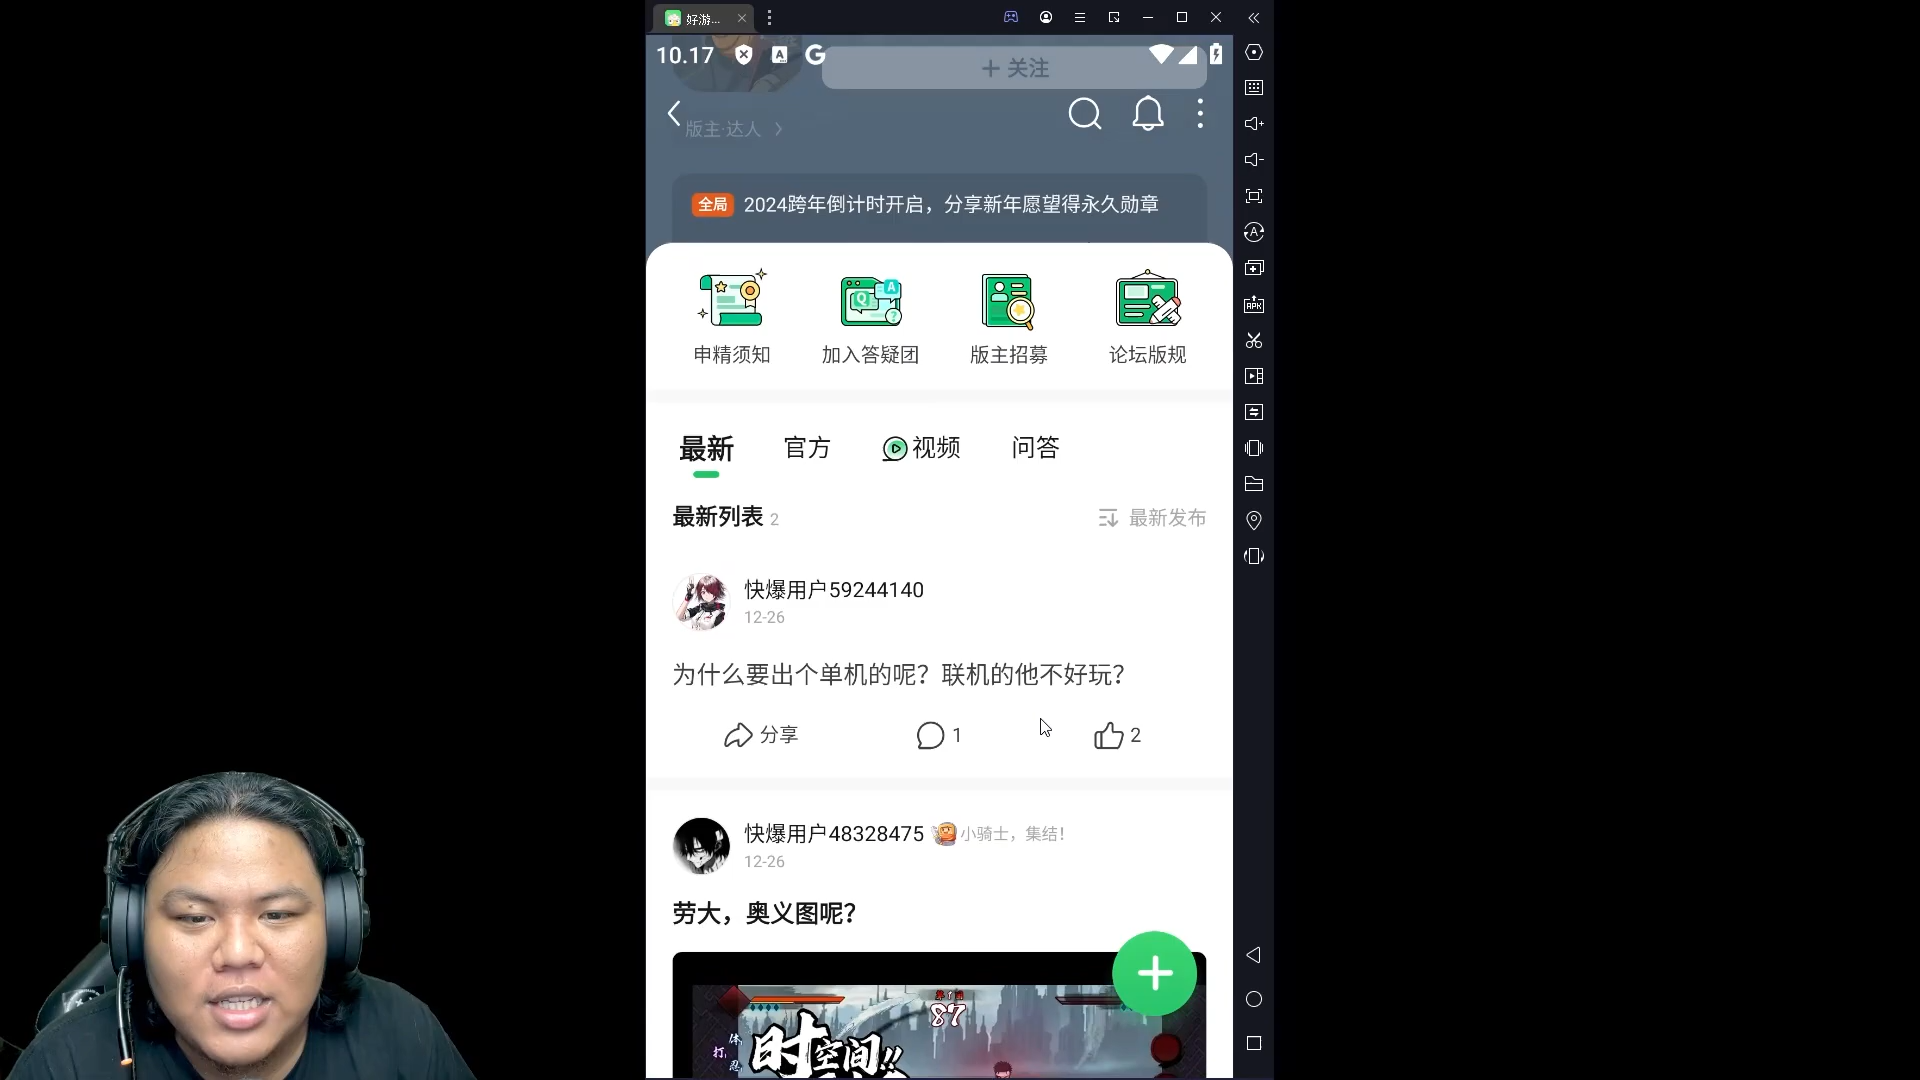 好游...
10.17
+ 关注
版主·达人 >
全局 2024跨年倒计时开启，分享新年愿望得永久勋章
申精须知 加入答疑团 版主招募 论坛版规
最新 官方 视频 问答
最新列表 2 最新发布
快爆用户59244140
12-26
为什么要出个单机的呢？联机的他不好玩？
分享 1 2
快爆用户48328475 小骑士，集结！
12-26
劳大，奥义图呢？
87
时空间!!